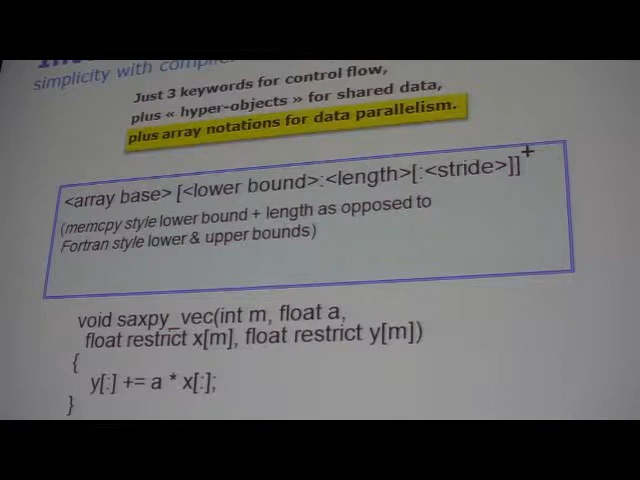 simplicity with
Just 3 keywords for control flow,
plus « hyper-objects » for shared data,
plus array notations for data parallelism.
<array base> [<lower bound>:<length>[:<stride>]]+
(memcpy style lower bound + length as opposed to
Fortran style lower & upper bounds)
void saxpy_vec(int m, float a,
float restrict x[m], float restrict y[m])
{
y[:] += a * x[:];
}